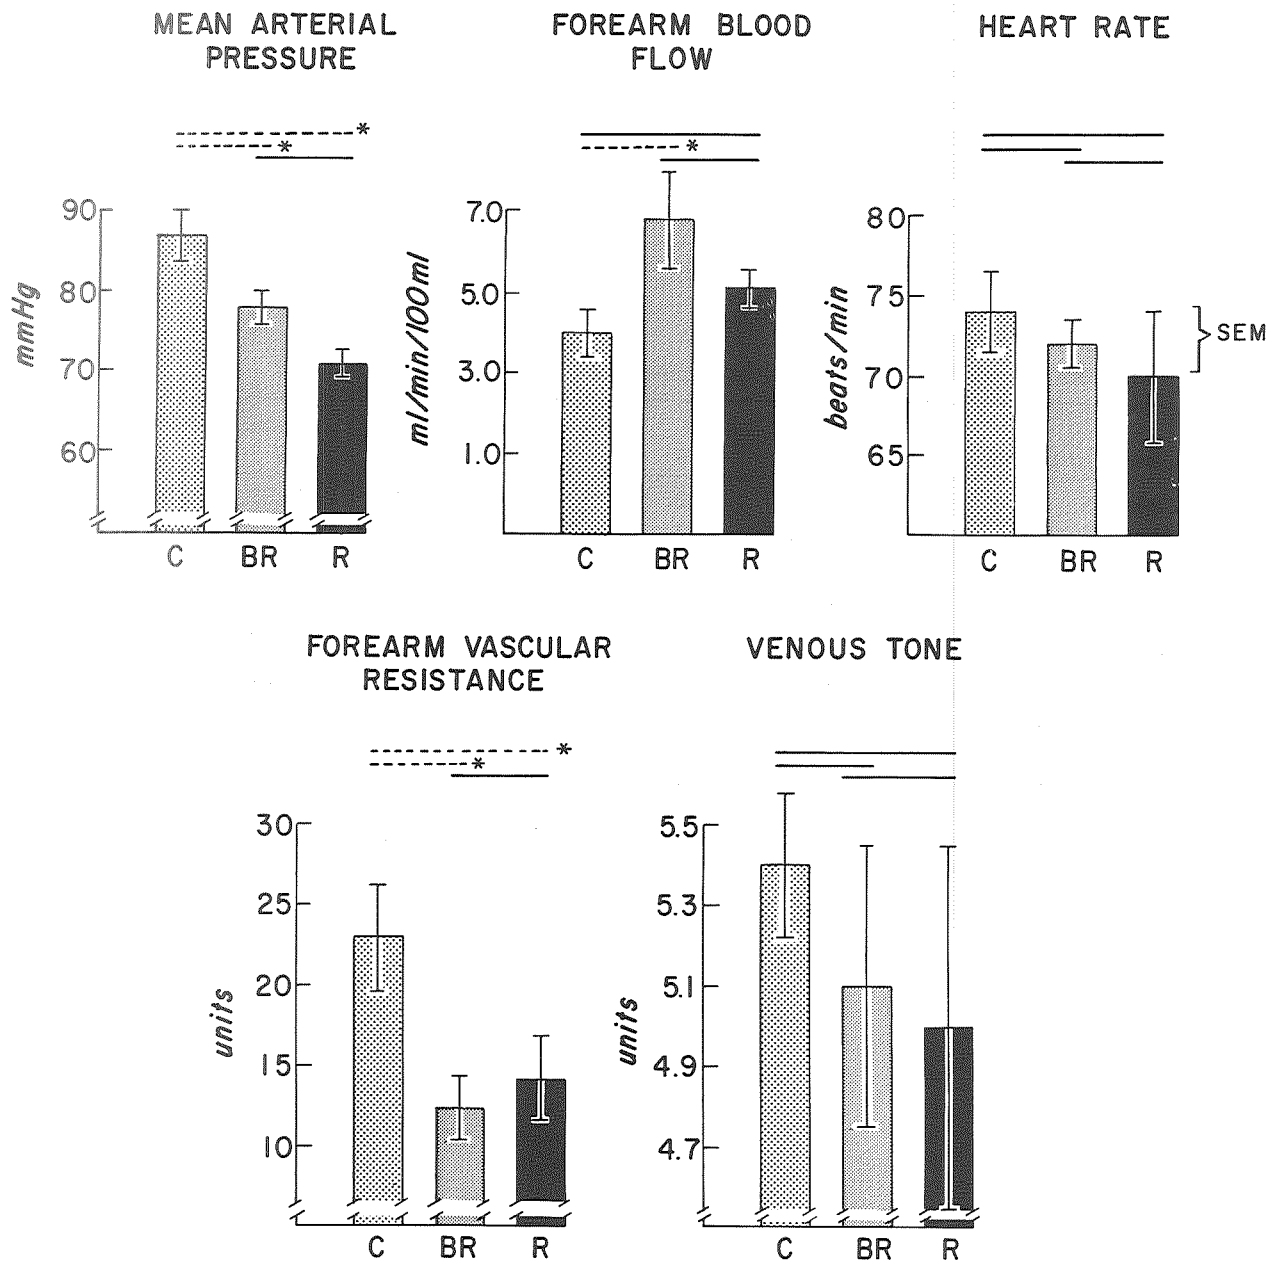 MEAN ARTERIAL
PRESSURE
FOREARM BLOOD
FLOW
HEART RATE
*
*
*
mmHg
90
80
70
60
C BR R
ml/min/100ml
7.0
5.0
3.0
1.0
C BR R
beats/min
80
75
70
65
C BR R
SEM
FOREARM VASCULAR
RESISTANCE
VENOUS TONE
*
*
units
30
25
20
15
10
C BR R
units
5.5
5.3
5.1
4.9
4.7
C BR R